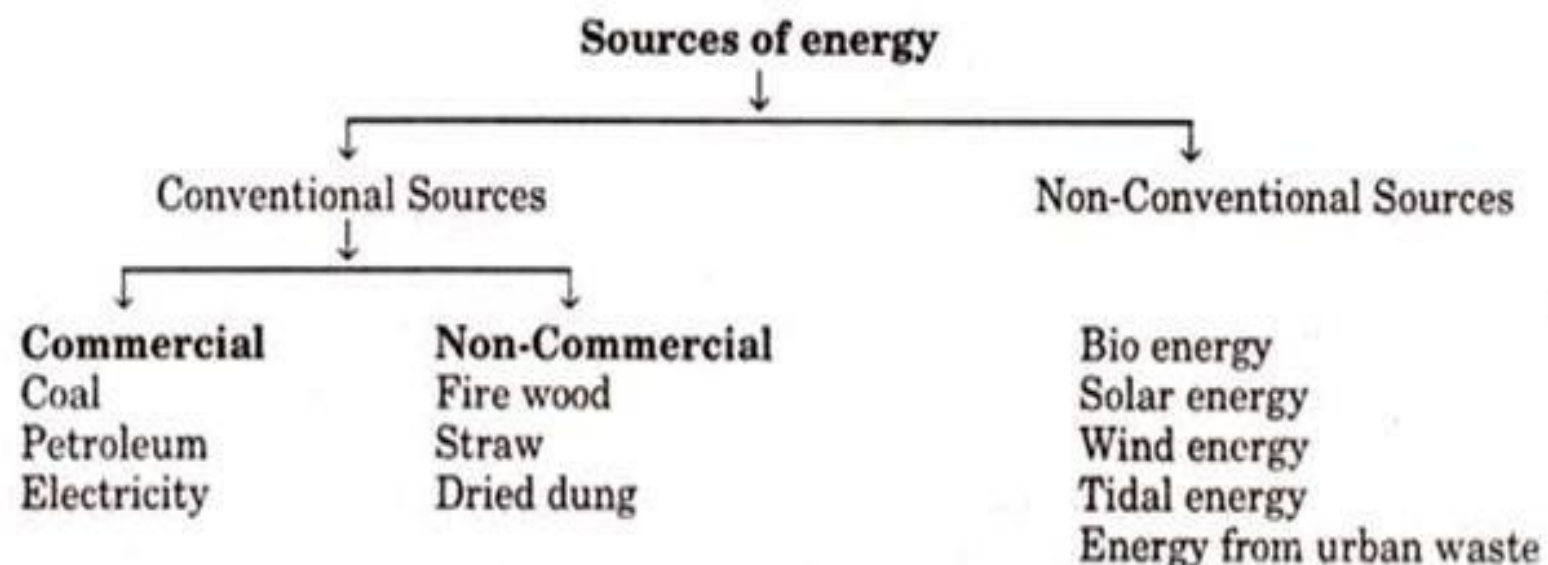 Sources of energy
Conventional Sources
Non-Conventional Sources
Commercial
Coal
Petroleum
Electricity
Non-Commercial
Fire wood
Straw
Dried dung
Bio energy
Solar energy
Wind energy
Tidal energy
Energy from urban waste